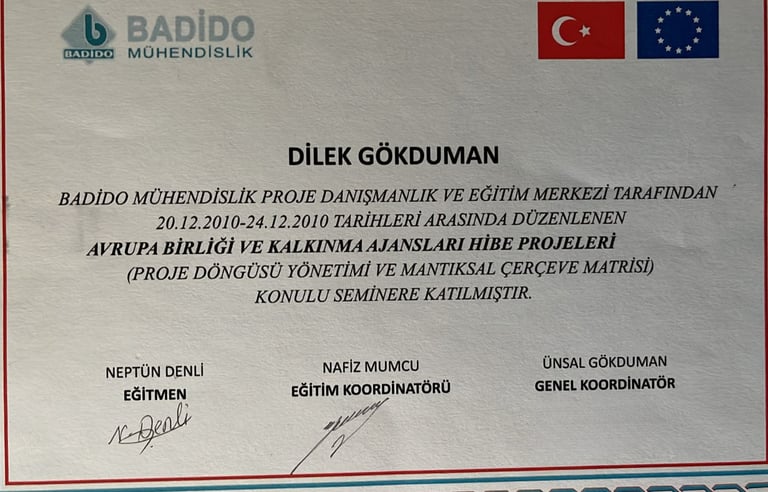 BADİDO
BADİDO
MÜHENDİSLİK
DİLEK GÖKDUMAN
BADİDO MÜHENDİSLİK PROJE DANIŞMANLIK VE EĞİTİM MERKEZİ TARAFINDAN
20.12.2010-24.12.2010 TARİHLERİ ARASINDA DÜZENLENEN
AVRUPA BİRLİĞİ VE KALKINMA AJANSLARI HİBE PROJELERİ
(PROJE DÖNGÜSÜ YÖNETİMİ VE MANTIKSAL ÇERÇEVE MATRİSİ)
KONULU SEMİNERE KATILMIŞTIR.
NEPTÜN DENLİ
EĞİTMEN
N. Denli
NAFİZ MUMCU
EĞİTİM KOORDİNATÖRÜ
ÜNSAL GÖKDUMAN
GENEL KOORDİNATÖR